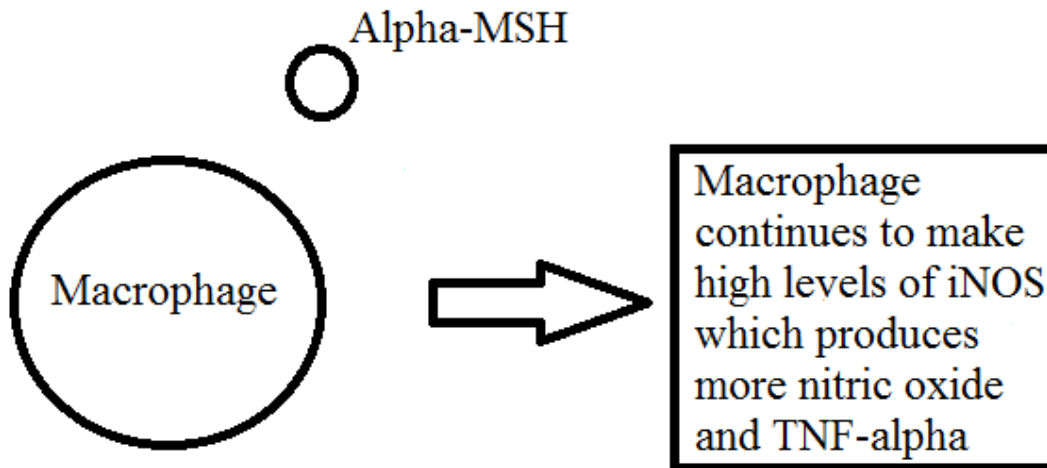 Alpha-MSH
Macrophage
Macrophage
continues to make
high levels of iNOS
which produces
more nitric oxide
and TNF-alpha